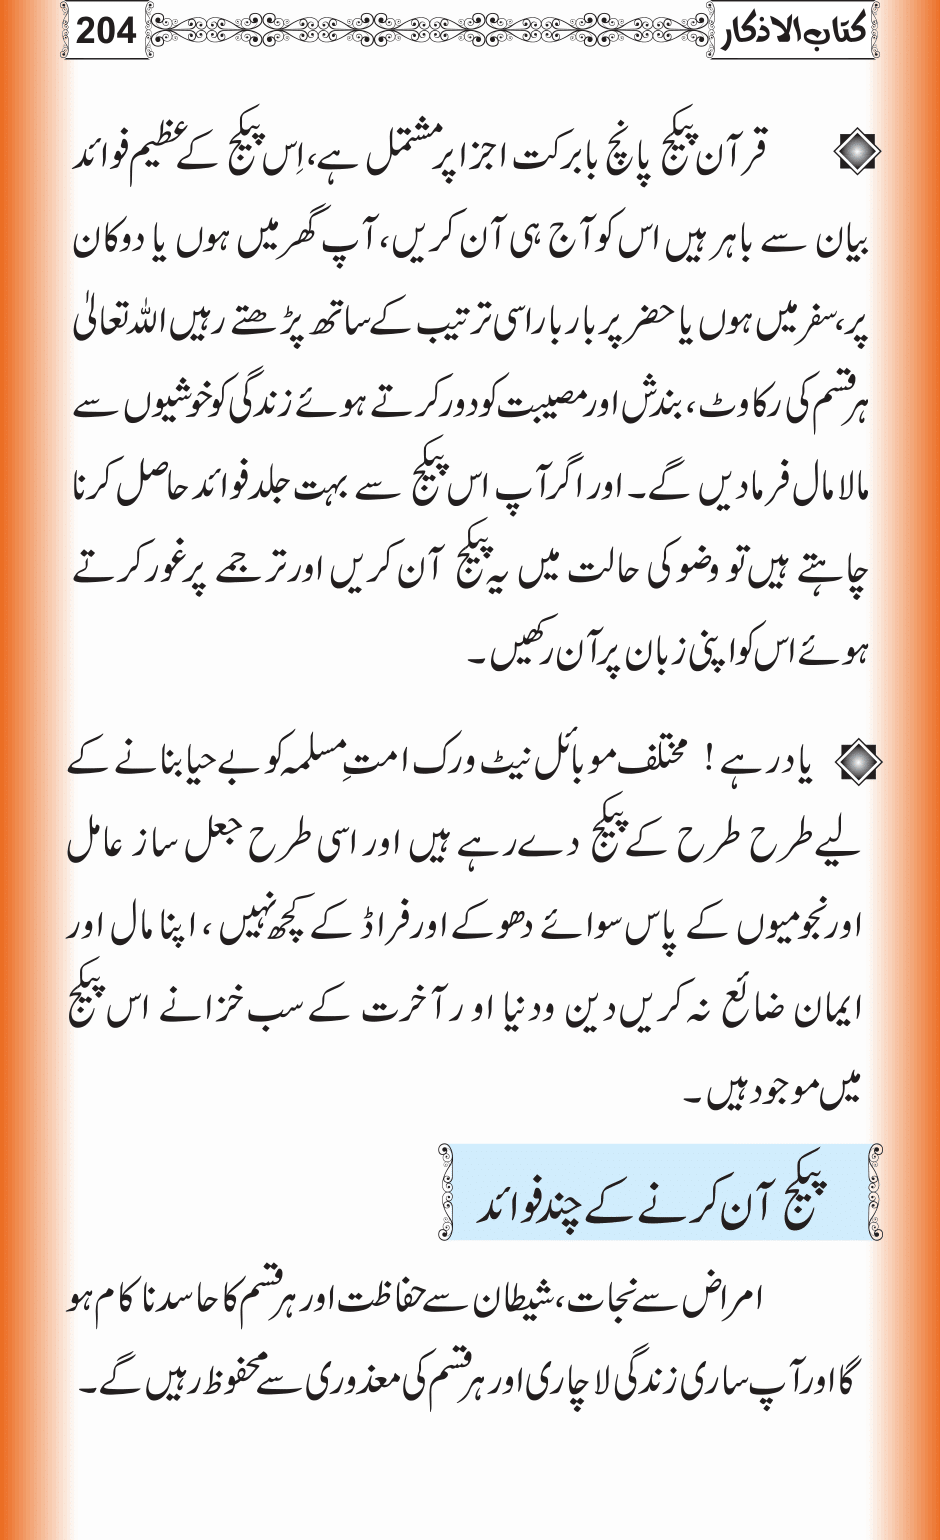 كتاب الاذكار 204
قرآن پیکج پانچ بابرکت اجزا پر مشتمل ہے، اِس پیکج کے عظیم فوائد
بیان سے باہر ہیں اس کو آج ہی آن کریں، آپ گھر میں ہوں یا دوکان
پر، سفر میں ہوں یا حضر پر بار بار اسی ترتیب کے ساتھ پڑھتے رہیں اللہ تعالیٰ
ہر قسم کی رکاوٹ، بندش اور مصیبت کو دور کرتے ہوئے زندگی کو خوشیوں سے
مالا مال فرمادیں گے۔ اور اگر آپ اس پیکج سے بہت جلد فوائد حاصل کرنا
چاہتے ہیں تو وضو کی حالت میں یہ پیکج آن کریں اور ترجمے پر غور کرتے
ہوئے اس کو اپنی زبان پر آن رکھیں۔
یاد رہے! مختلف موبائل نیٹ ورک امتِ مسلمہ کو بے حیا بنانے کے
لیے طرح طرح کے پیکج دے رہے ہیں اور اسی طرح جعل ساز عامل
اور نجومیوں کے پاس سوائے دھوکے اور فراڈ کے کچھ نہیں، اپنا مال اور
ایمان ضائع نہ کریں دین ودنیا اور آخرت کے سب خزانے اس پیکج
میں موجود ہیں۔
پیکج آن کرنے کے چند فوائد
امراض سے نجات، شیطان سے حفاظت اور ہر قسم کا حاسد ناکام ہو
گا اور آپ ساری زندگی لاچاری اور ہر قسم کی معذوری سے محفوظ رہیں گے۔